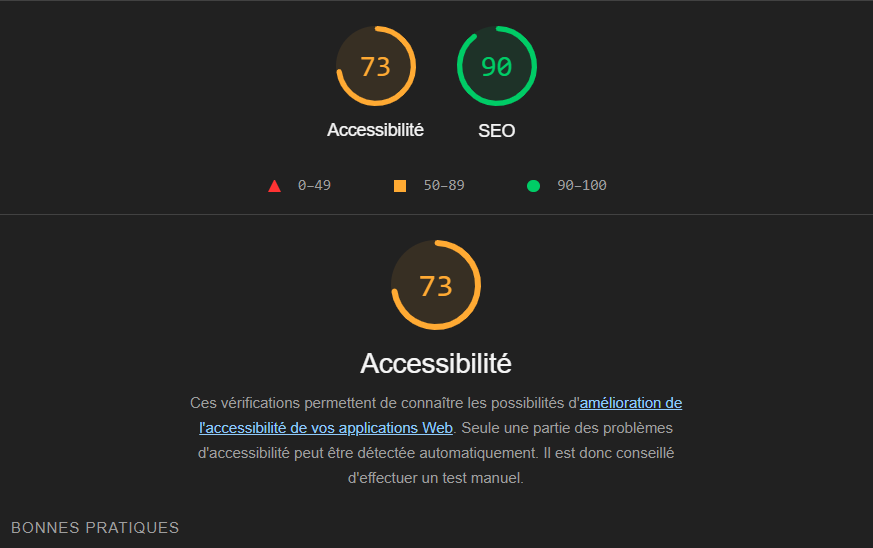 73
90
Accessibilité
SEO
0–49
50–89
90–100
73
Accessibilité
Ces vérifications permettent de connaître les possibilités d'amélioration de
l'accessibilité de vos applications Web. Seule une partie des problèmes
d'accessibilité peut être détectée automatiquement. Il est donc conseillé
d'effectuer un test manuel.
BONNES PRATIQUES